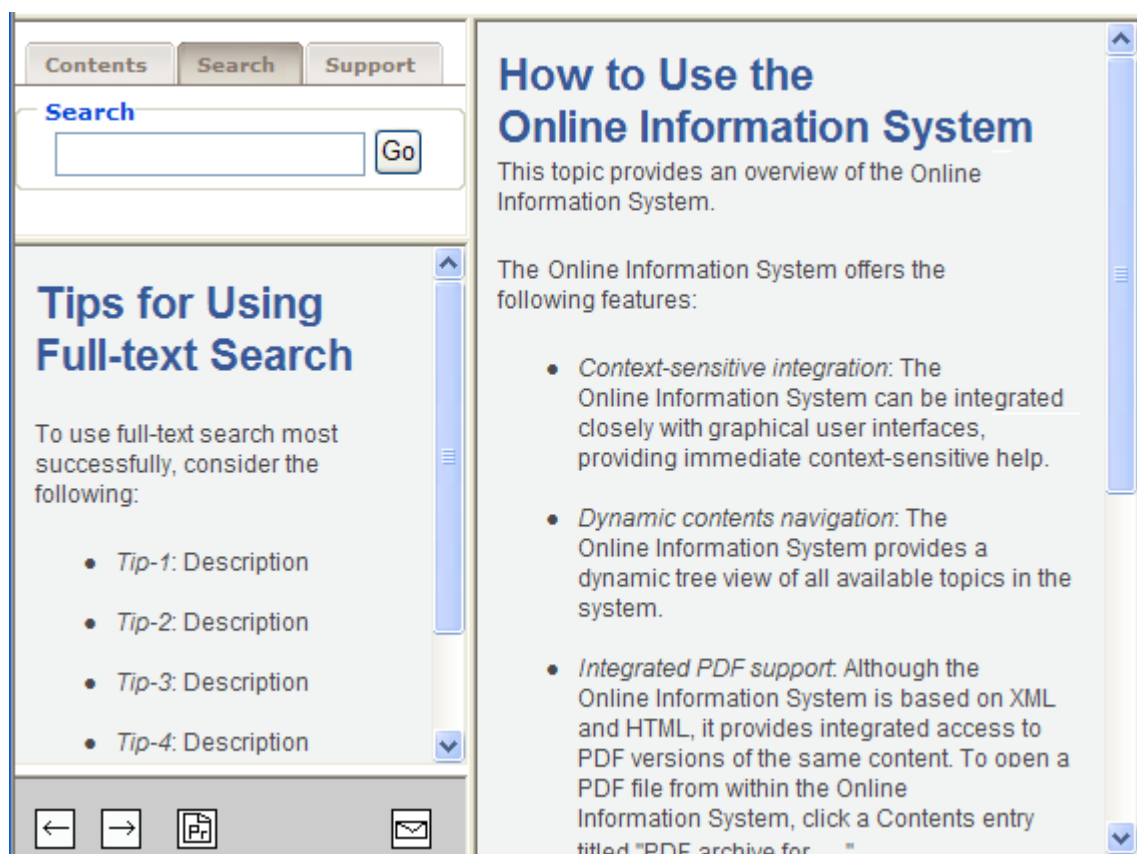 Contents Search Support
Search
Go
Tips for Using
Full-text Search
To use full-text search most
successfully, consider the
following:
• Tip-1: Description
• Tip-2: Description
• Tip-3: Description
• Tip-4: Description
Pr
How to Use the
Online Information System
This topic provides an overview of the Online
Information System.
The Online Information System offers the
following features:
• Context-sensitive integration: The
Online Information System can be integrated
closely with graphical user interfaces,
providing immediate context-sensitive help.
• Dynamic contents navigation: The
Online Information System provides a
dynamic tree view of all available topics in the
system.
• Integrated PDF support: Although the
Online Information System is based on XML
and HTML, it provides integrated access to
PDF versions of the same content. To open a
PDF file from within the Online
Information System, click a Contents entry
titled "PDF archive for ... "